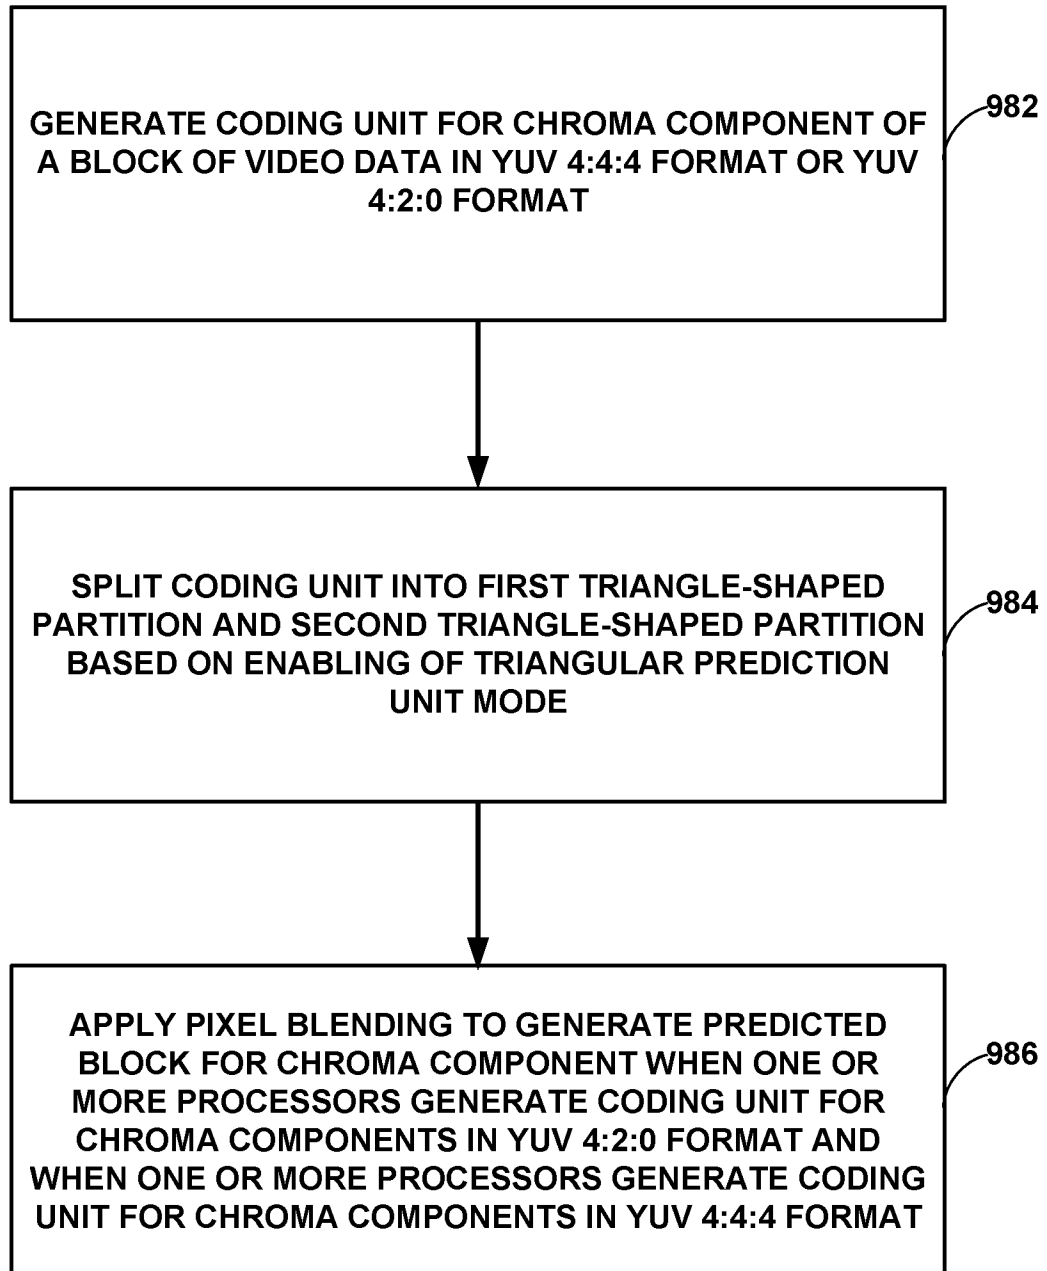 GENERATE CODING UNIT FOR CHROMA COMPONENT OF
A BLOCK OF VIDEO DATA IN YUV 4:4:4 FORMAT OR YUV
4:2:0 FORMAT
982
SPLIT CODING UNIT INTO FIRST TRIANGLE-SHAPED
PARTITION AND SECOND TRIANGLE-SHAPED PARTITION
BASED ON ENABLING OF TRIANGULAR PREDICTION
UNIT MODE
984
APPLY PIXEL BLENDING TO GENERATE PREDICTED
BLOCK FOR CHROMA COMPONENT WHEN ONE OR
MORE PROCESSORS GENERATE CODING UNIT FOR
CHROMA COMPONENTS IN YUV 4:2:0 FORMAT AND
WHEN ONE OR MORE PROCESSORS GENERATE CODING
UNIT FOR CHROMA COMPONENTS IN YUV 4:4:4 FORMAT
986